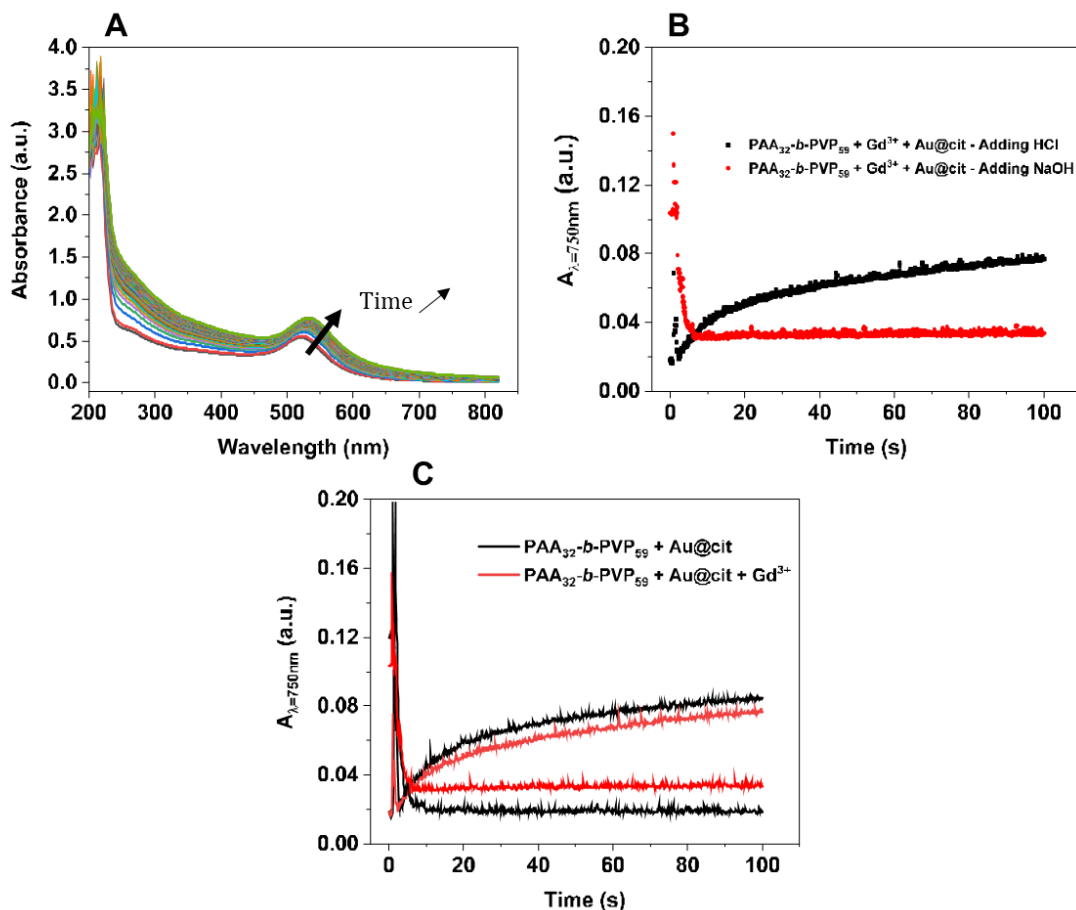 A
4.0
3.5
3.0
2.5
2.0
1.5
1.0
0.5
0.0
Absorbance (a.u.)
Time
200 300 400 500 600 700 800
Wavelength (nm)
B
0.20
0.16
0.12
0.08
0.04
0.00
A λ=750nm (a.u.)
PAA32-b-PVP59 + Gd3+ + Au@cit - Adding HCl
PAA32-b-PVP59 + Gd3+ + Au@cit - Adding NaOH
0 20 40 60 80 100
Time (s)
C
0.20
0.16
0.12
0.08
0.04
0.00
A λ=750nm (a.u.)
PAA32-b-PVP59 + Au@cit
PAA32-b-PVP59 + Au@cit + Gd3+
0 20 40 60 80 100
Time (s)